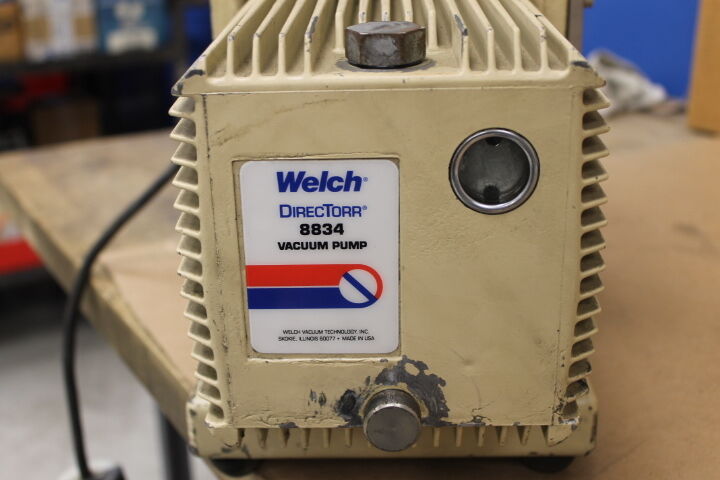 Welch®
DIRECTORR®
8834
VACUUM PUMP
WELCH VACUUM TECHNOLOGY, INC.
SKOKIE, ILLINOIS 60077 • MADE IN USA